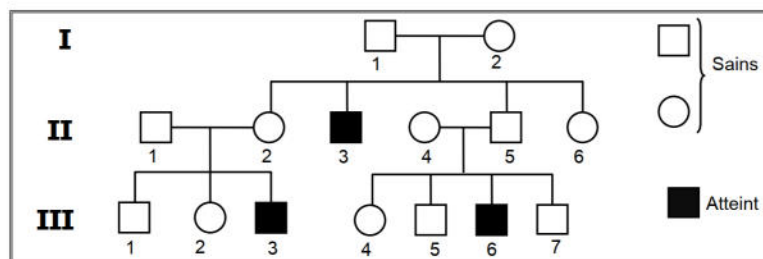 I
1 2
Sains
II
1 2 3 4 5 6
III
1 2 3 4 5 6 7
Atteint